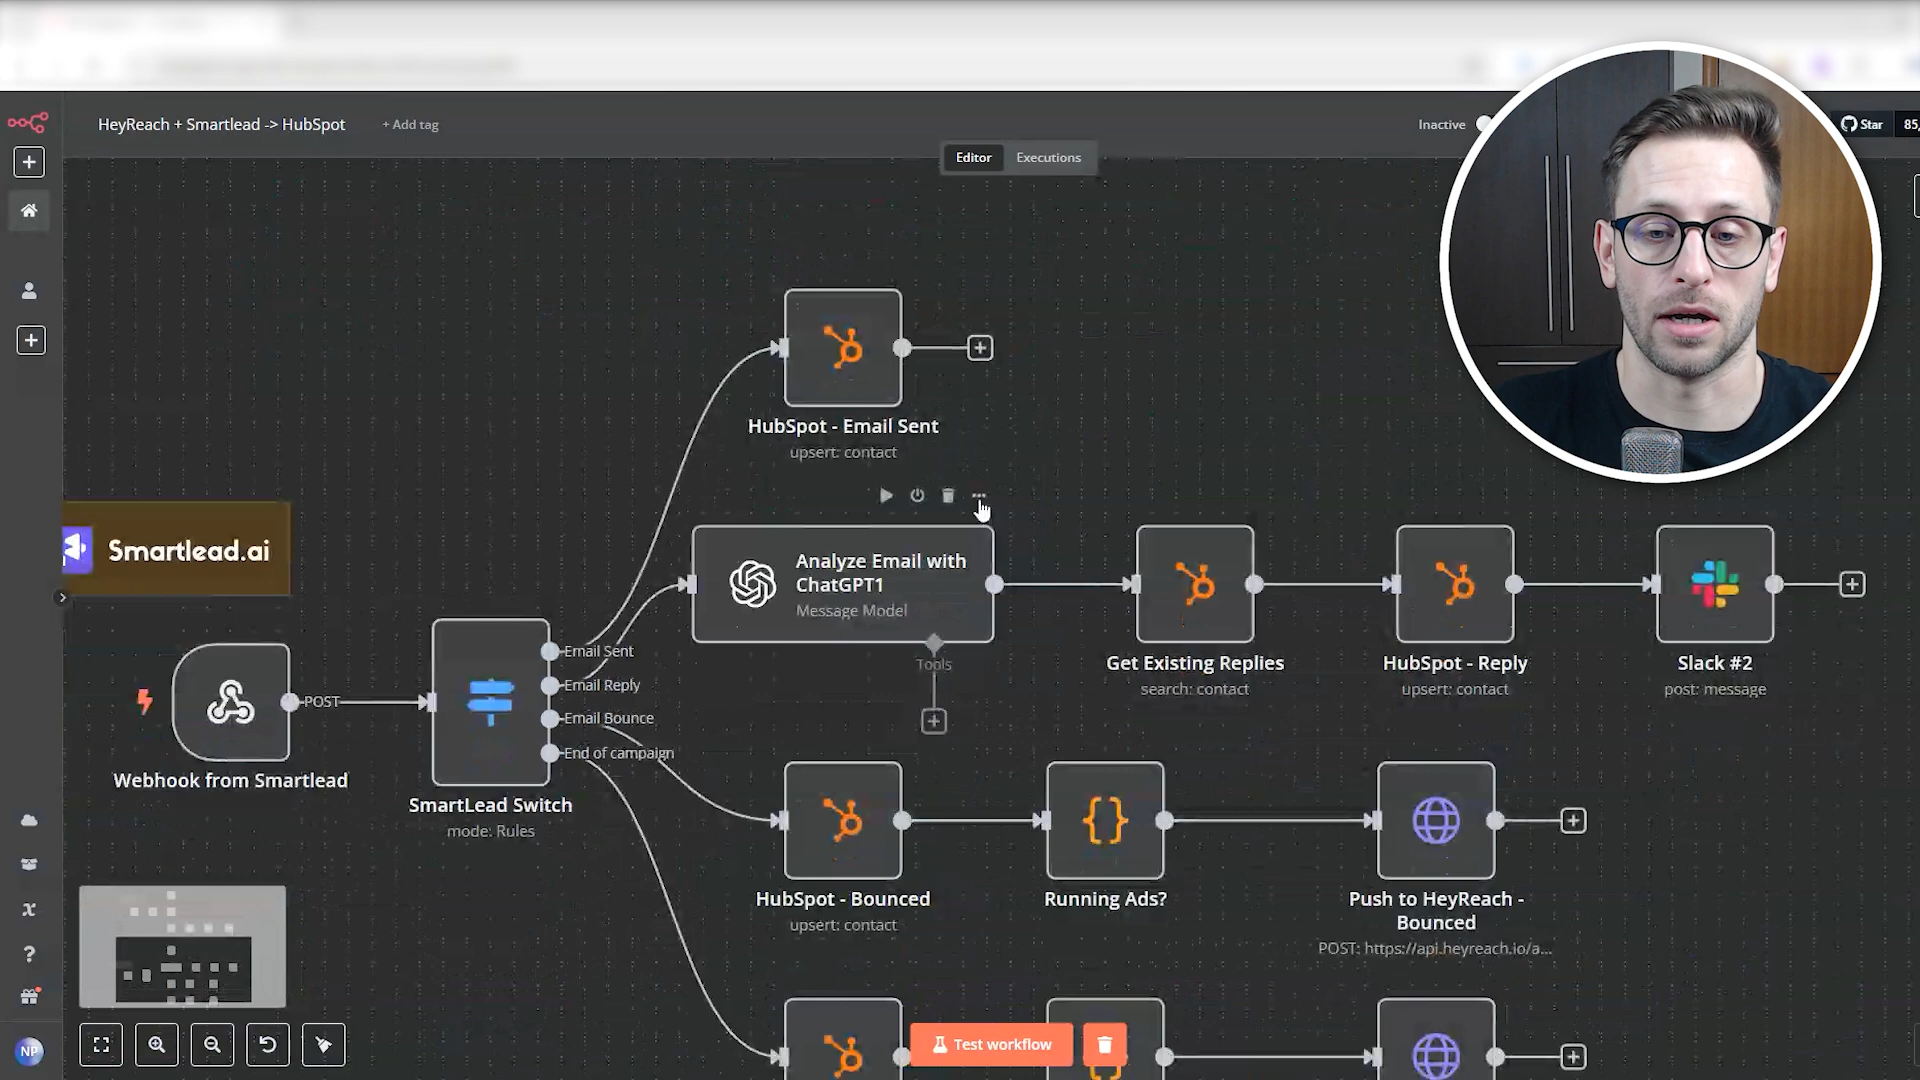 HeyReach + Smartlead -> HubSpot
+ Add tag
Inactive
Star
85,
Editor
Executions
HubSpot - Email Sent
upsert: contact
Smartlead.ai
Analyze Email with
ChatGPT1
Message Model
Tools
Get Existing Replies
search: contact
HubSpot - Reply
upsert: contact
Slack #2
post: message
POST
Webhook from Smartlead
Email Sent
Email Reply
Email Bounce
End of campaign
SmartLead Switch
mode: Rules
HubSpot - Bounced
upsert: contact
Running Ads?
Push to HeyReach -
Bounced
POST: https://api.heyreach.io/a...
Test workflow
NP